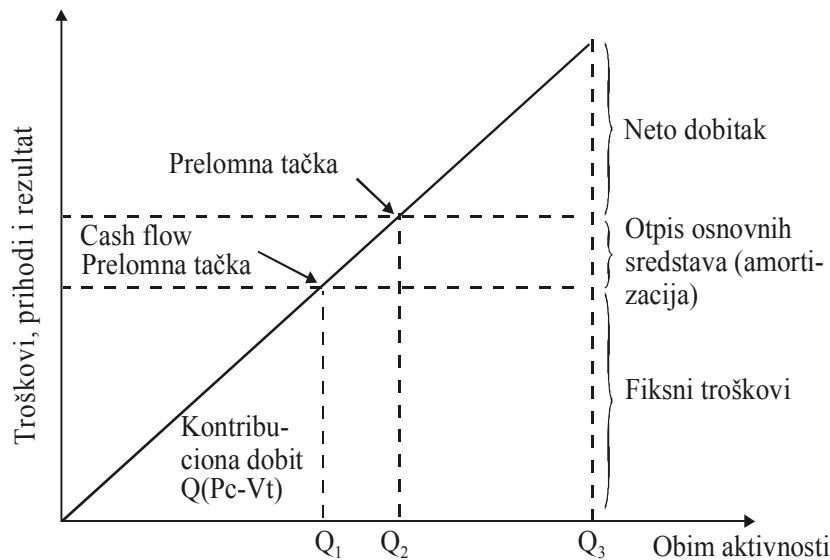 Troškovi, prihodi i rezultat
Prelomna tačka
Cash flow
Prelomna tačka
Kontribu-
ciona dobit
Q(Pc-Vt)
Neto dobitak
Otpis osnovnih
sredstava (amorti-
zacija)
Fiksni troškovi
Q₁ Q₂ Q₃ Obim aktivnosti